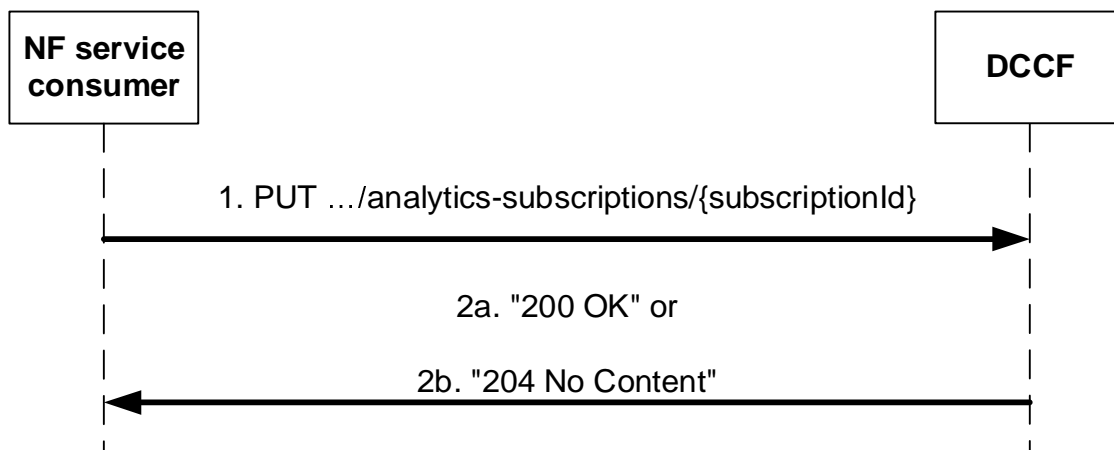 NF service
consumer
DCCF
1. PUT …/analytics-subscriptions/{subscriptionId}
2a. "200 OK" or
2b. "204 No Content"